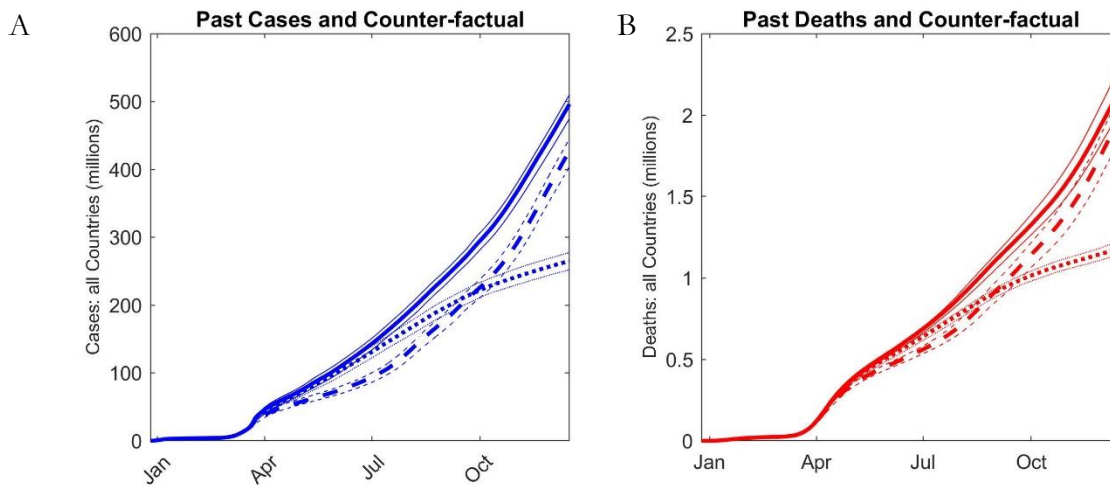 A
Past Cases and Counter-factual
600
500
400
300
200
100
0
Cases: all Countries (millions)
Jan
Apr
Jul
Oct
B
Past Deaths and Counter-factual
2.5
2
1.5
1
0.5
0
Deaths: all Countries (millions)
Jan
Apr
Jul
Oct